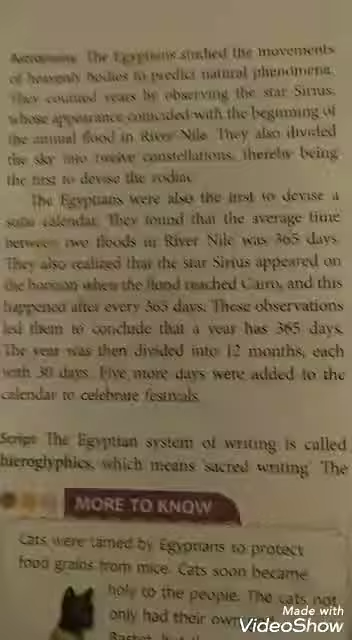 Astronomy The Egyptians studied the movements
of heavenly bodies to predict natural phenomena.
They counted years by observing the star Sirius,
whose appearance coincided with the beginning of
the annual flood in River Nile. They also divided
the sky into twelve constellations, thereby being
the first to devise the zodiac.
The Egyptians were also the first to devise a
solar calendar. They found that the average time
between two floods in River Nile was 365 days.
They also realized that the star Sirius appeared on
the horizon when the flood reached Cairo, and this
happened after every 365 days. These observations
led them to conclude that a year has 365 days.
The year was then divided into 12 months, each
with 30 days. Five more days were added to the
calendar to celebrate festivals.
Script The Egyptian system of writing is called
hieroglyphics, which means 'sacred writing'. The
MORE TO KNOW
Cats were tamed by Egyptians to protect
food grains from mice. Cats soon became
holy to the people. The cats not
only had their own
Made with
VideoShow